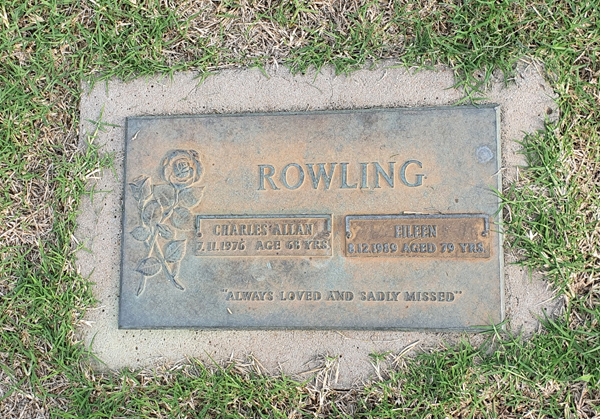 ROWLING
CHARLES ALLAN
7.11.1976 AGE 68 YRS.
EILEEN
12.1989 AGED 79 YRS.
"ALWAYS LOVED AND SADLY MISSED"